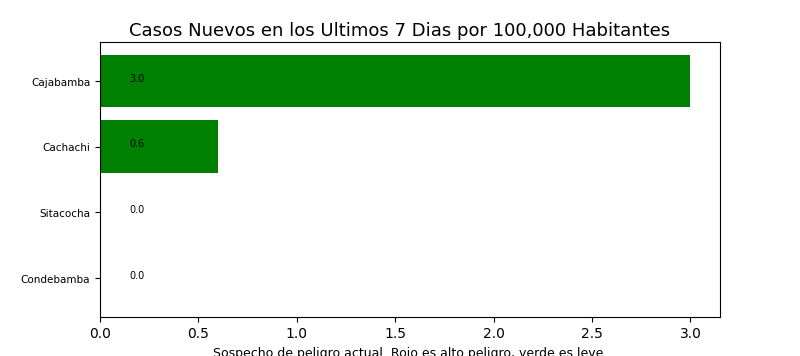 Casos Nuevos en los Ultimos 7 Dias por 100,000 Habitantes
Cajabamba 3.0
Cachachi 0.6
Sitacocha 0.0
Condebamba 0.0
0.0 0.5 1.0 1.5 2.0 2.5 3.0
Sospecho de peligro actual. Rojo es alto peligro, verde es leve